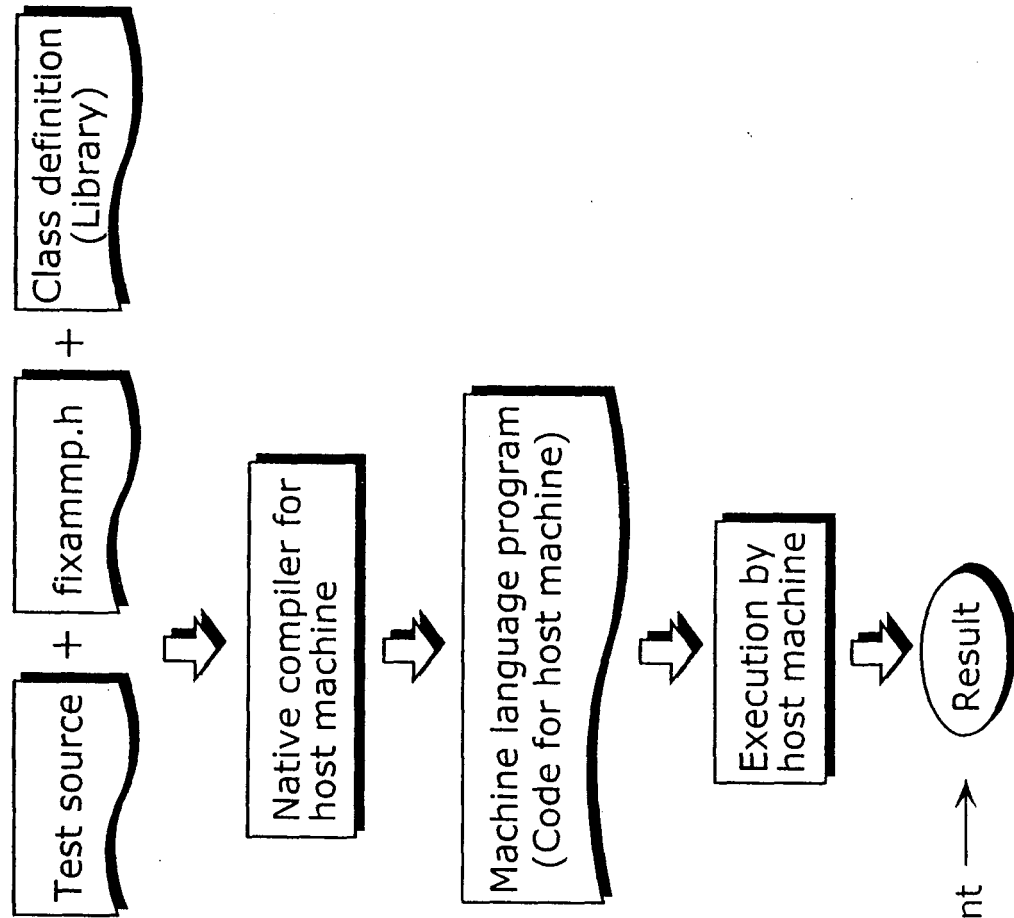 Test source
+
fixammp.h
+
Class definition
(Library)
Native compiler for
host machine
Machine language program
(Code for host machine)
Execution by
host machine
nt
Result